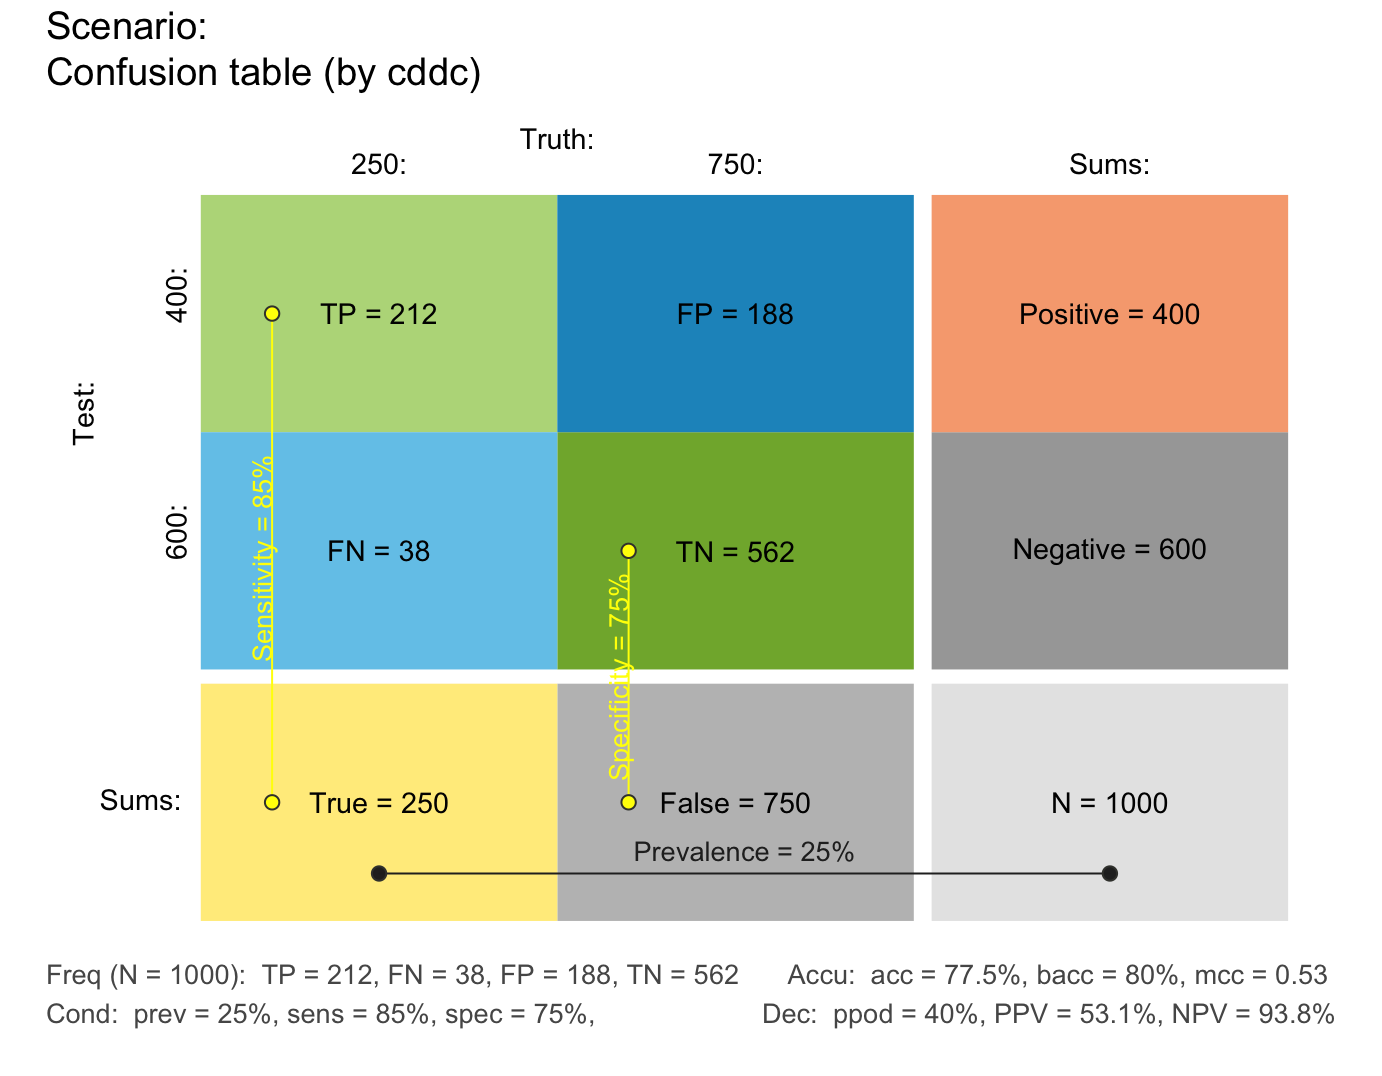 Scenario:
Confusion table (by cddc)
Truth:
250:
750:
Sums:
Test:
400:
TP = 212
FP = 188
Positive = 400
600:
Sensitivity = 85%
FN = 38
Specificity = 75%
TN = 562
Negative = 600
Sums:
True = 250
False = 750
N = 1000
Prevalence = 25%
Freq (N = 1000):  TP = 212, FN = 38, FP = 188, TN = 562
Accu:  acc = 77.5%, bacc = 80%, mcc = 0.53
Cond:  prev = 25%, sens = 85%, spec = 75%,
Dec:  ppod = 40%, PPV = 53.1%, NPV = 93.8%